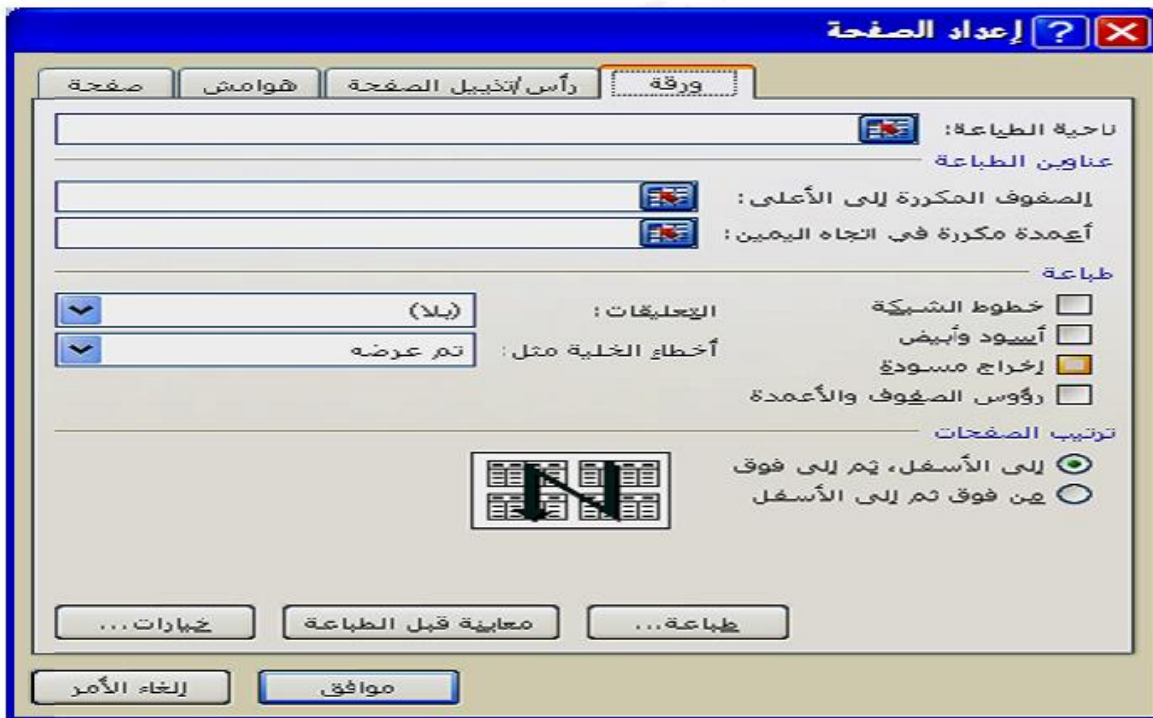 إعداد الصفحة
ورقة رأس/تذييل الصفحة هوامش صفحة
ناحية الطباعة:
عناوين الطباعة
الصفوف المكررة إلى الأعلى:
أعمدة مكررة في اتجاه اليمين:
طباعة
خطوط الشبكة التعليقات: (بلا)
أسود وأبيض أخطاء الخلية مثل: تم عرضه
إخراج مسودة
رؤوس الصفوف والأعمدة
ترتيب الصفحات
إلى الأسفل، ثم إلى فوق
من فوق ثم إلى الأسفل
طباعة... معاينة قبل الطباعة خيارات...
موافق إلغاء الأمر